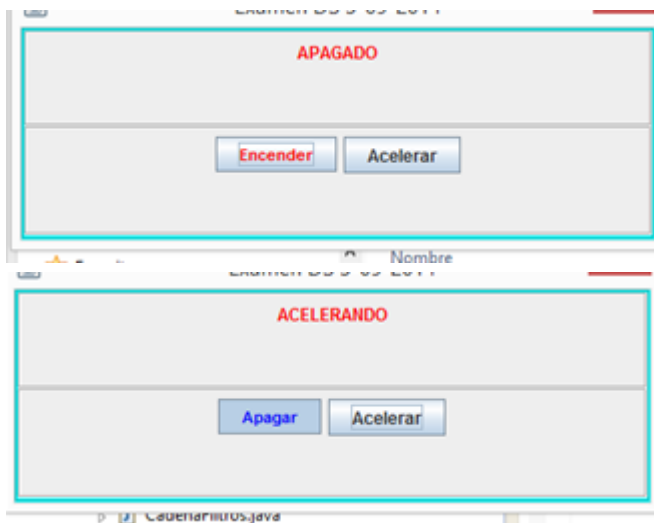 APAGADO
Encender Acelerar
Nombre
ACELERANDO
Apagar Acelerar
CadenaFiltros.java